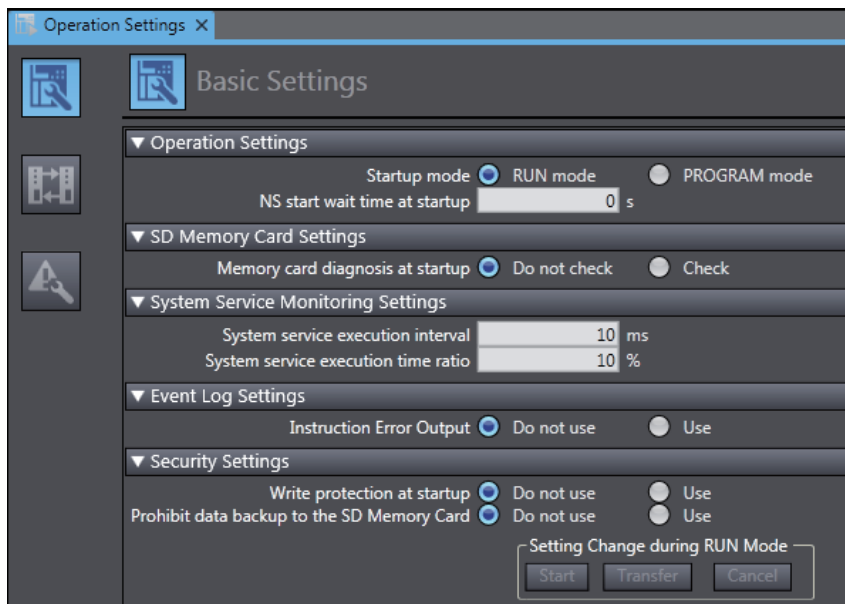 Operation Settings X
Basic Settings
▼ Operation Settings
Startup mode RUN mode PROGRAM mode
NS start wait time at startup 0 s
▼ SD Memory Card Settings
Memory card diagnosis at startup Do not check Check
▼ System Service Monitoring Settings
System service execution interval 10 ms
System service execution time ratio 10 %
▼ Event Log Settings
Instruction Error Output Do not use Use
▼ Security Settings
Write protection at startup Do not use Use
Prohibit data backup to the SD Memory Card Do not use Use
Setting Change during RUN Mode
Start Transfer Cancel